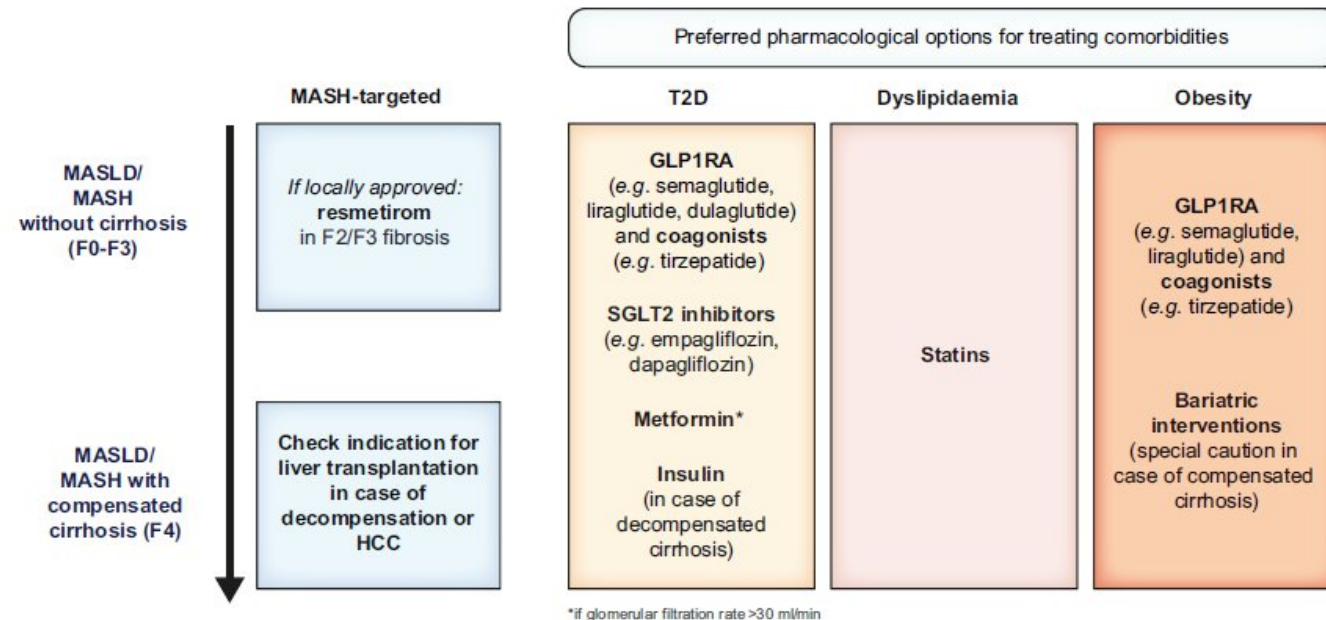 Preferred pharmacological options for treating comorbidities
MASH-targeted
T2D
Dyslipidaemia
Obesity
MASLD/
MASH
without cirrhosis
(F0-F3)
If locally approved:
resmetirom
in F2/F3 fibrosis
MASLD/
MASH with
compensated
cirrhosis (F4)
Check indication for
liver transplantation
in case of
decompensation or
HCC
GLP1RA
(e.g. semaglutide,
liraglutide, dulaglutide)
and coagonists
(e.g. tirzepatide)
SGLT2 inhibitors
(e.g. empagliflozin,
dapagliflozin)
Metformin*
Insulin
(in case of
decompensated
cirrhosis)
Statins
GLP1RA
(e.g. semaglutide,
liraglutide) and
coagonists
(e.g. tirzepatide)
Bariatric
interventions
(special caution in
case of compensated
cirrhosis)
*if glomerular filtration rate >30 ml/min